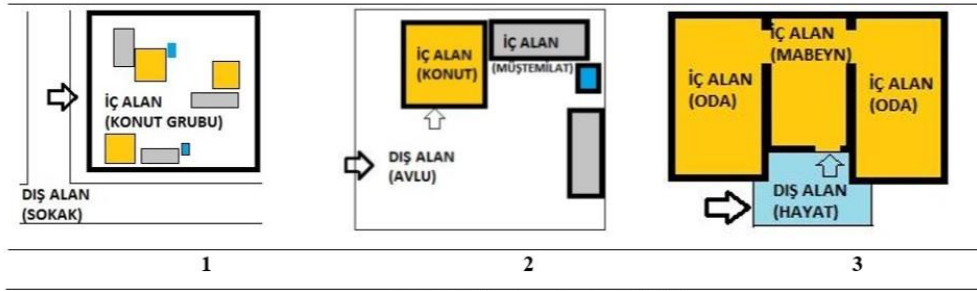 İÇ ALAN
(KONUT GRUBU)
DIŞ ALAN
(SOKAK)
İÇ ALAN
(KONUT)
İÇ ALAN
(MÜŞTEMİLAT)
DIŞ ALAN
(AVLU)
İÇ ALAN
(ODA)
İÇ ALAN
(MABEYN)
İÇ ALAN
(ODA)
DIŞ ALAN
(HAYAT)
1 2 3